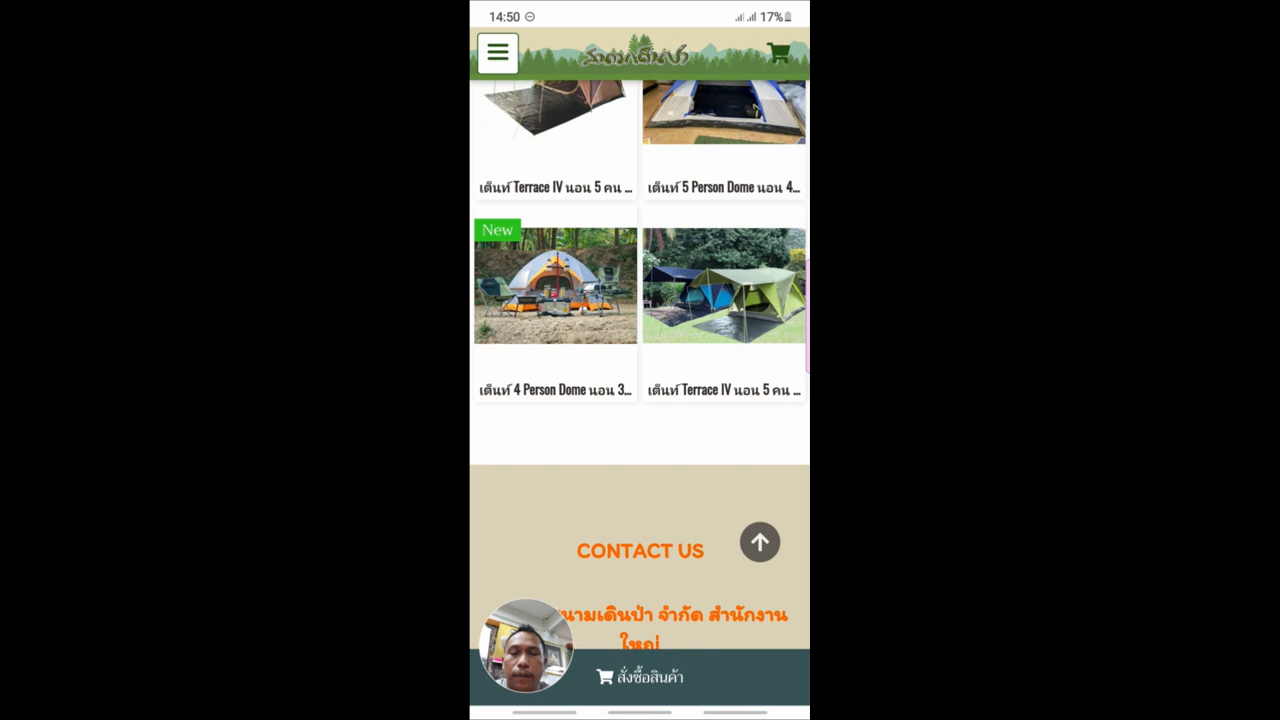 14:50
17%
เต็นท์ Terrace IV นอน 5 คน ...
เต็นท์ 5 Person Dome นอน 4...
New
เต็นท์ 4 Person Dome นอน 3...
เต็นท์ Terrace IV นอน 5 คน ...
CONTACT US
นามเดินป่า จำกัด สำนักงาน
ใหญ่
สั่งซื้อสินค้า